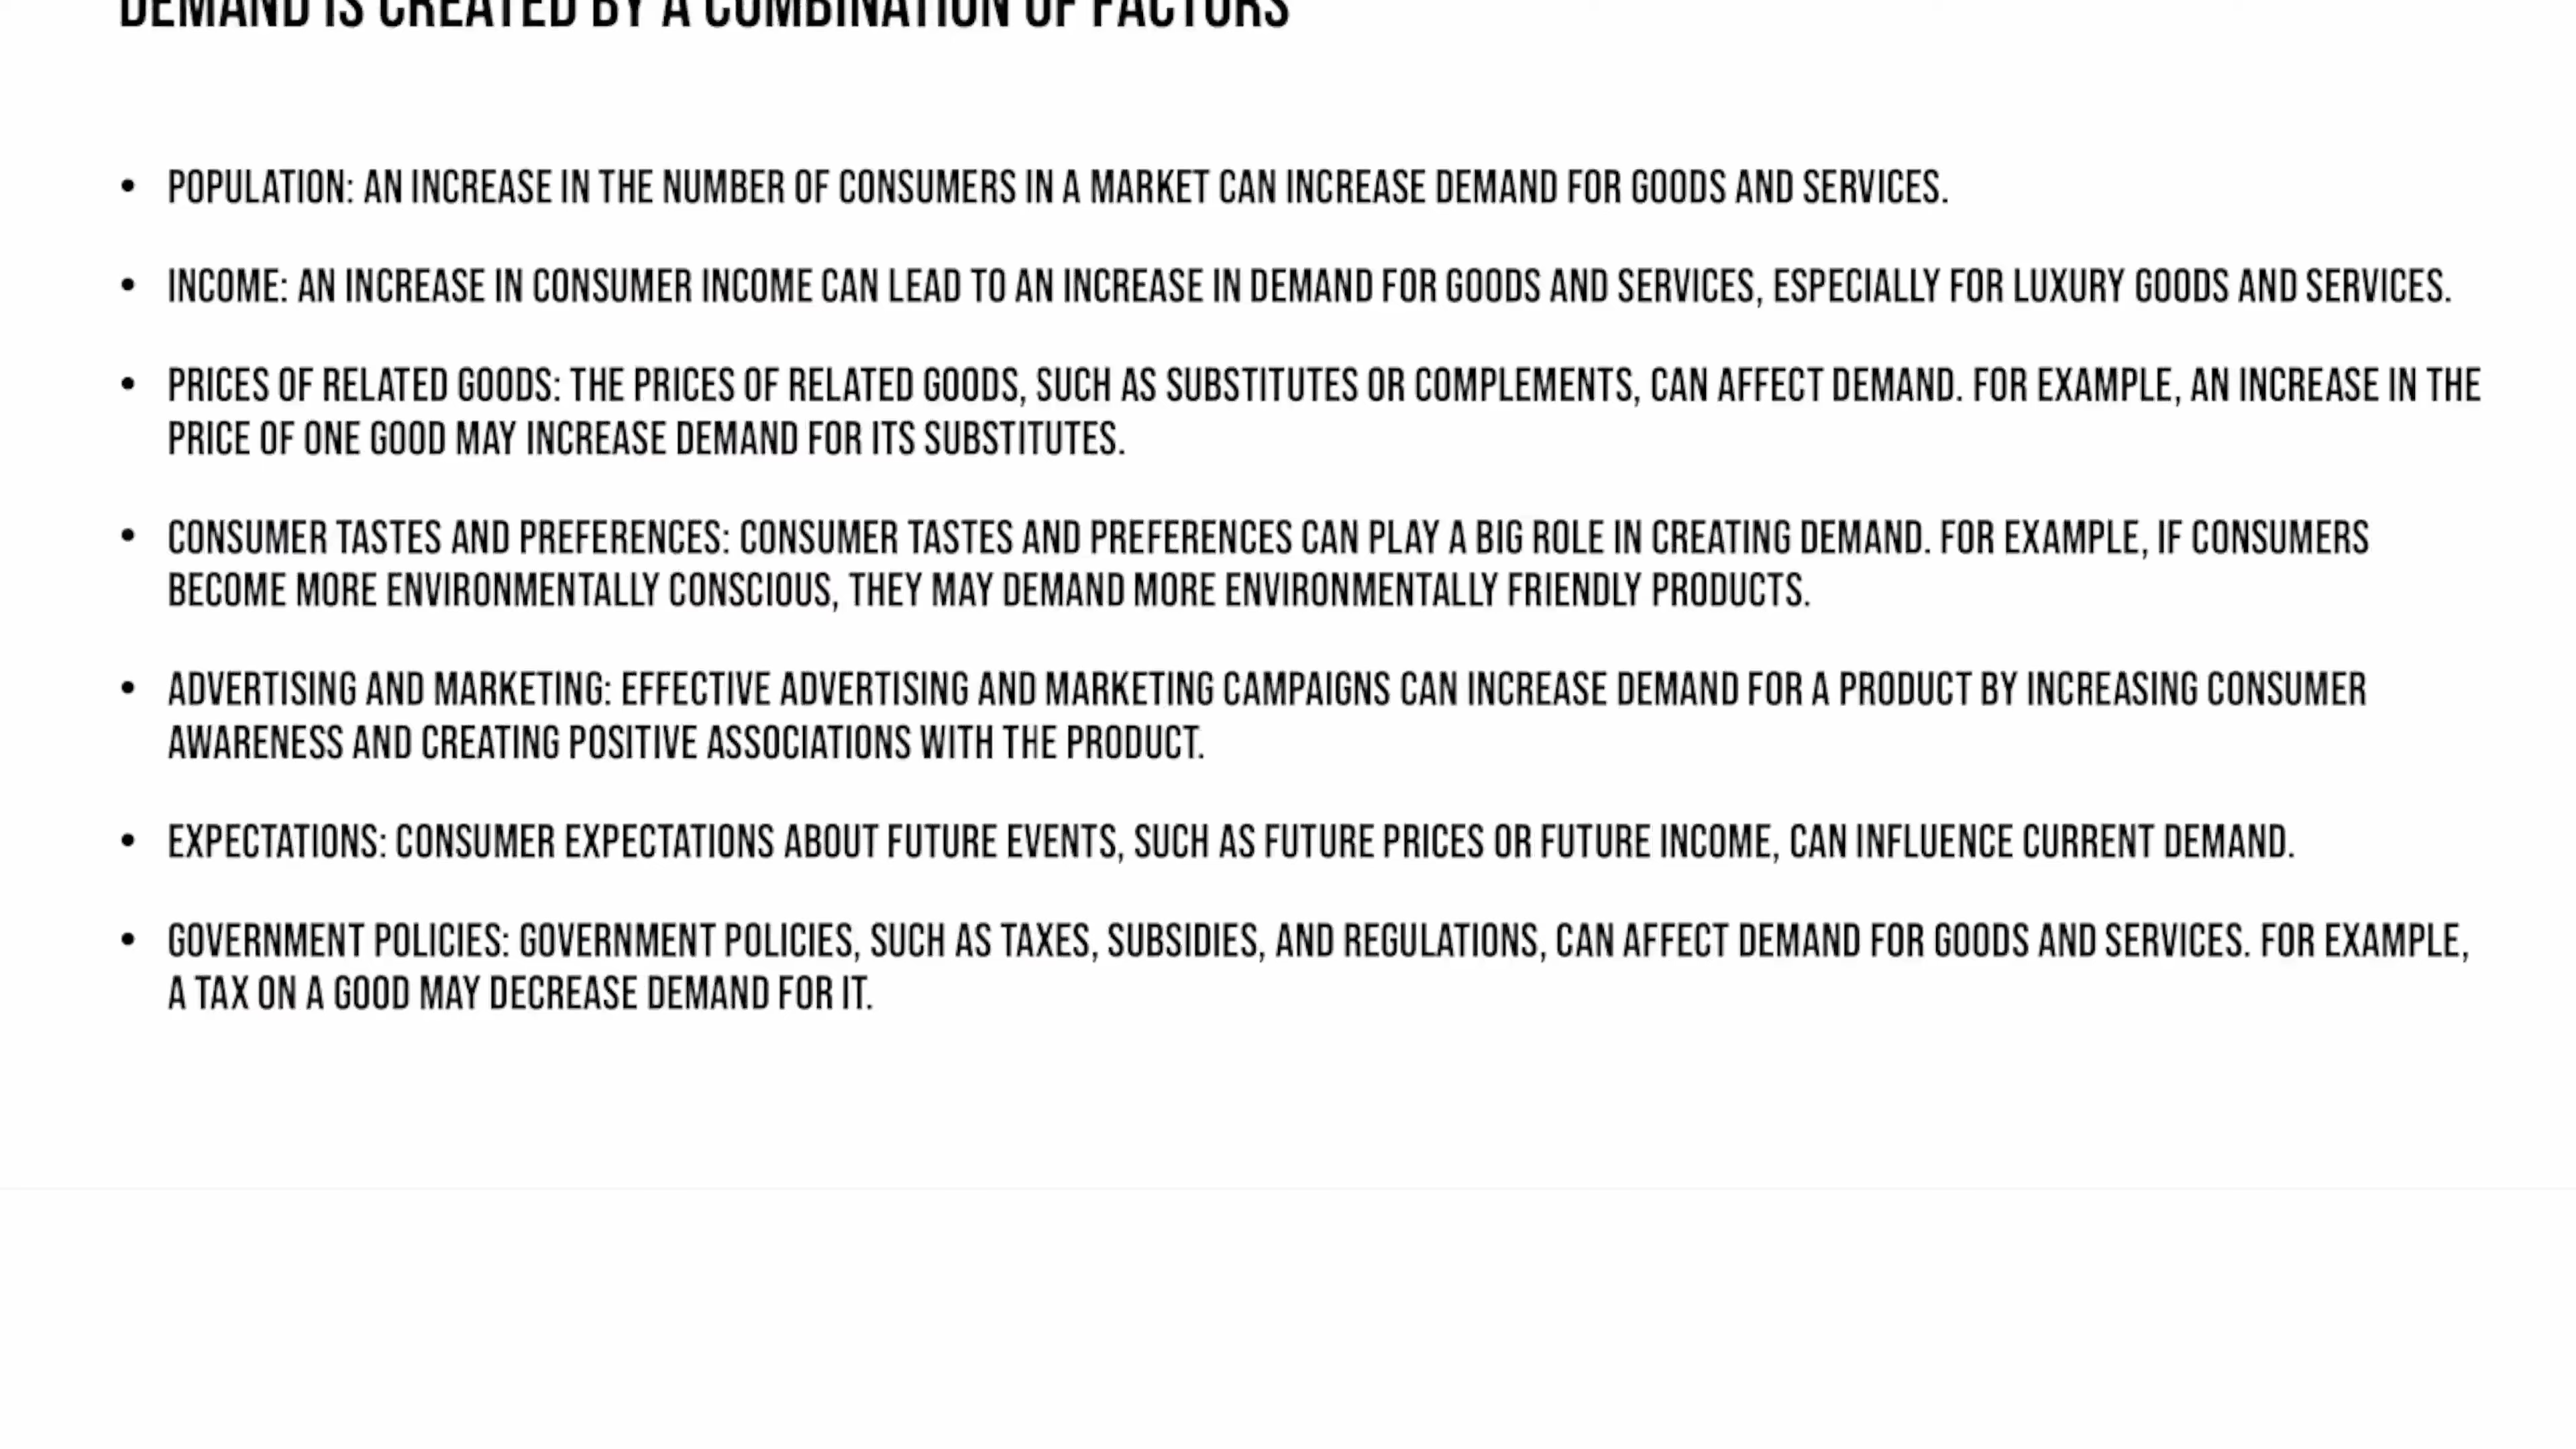 DEMAND IS CREATED BY A COMBINATION OF FACTORS
• POPULATION: AN INCREASE IN THE NUMBER OF CONSUMERS IN A MARKET CAN INCREASE DEMAND FOR GOODS AND SERVICES.
• INCOME: AN INCREASE IN CONSUMER INCOME CAN LEAD TO AN INCREASE IN DEMAND FOR GOODS AND SERVICES, ESPECIALLY FOR LUXURY GOODS AND SERVICES.
• PRICES OF RELATED GOODS: THE PRICES OF RELATED GOODS, SUCH AS SUBSTITUTES OR COMPLEMENTS, CAN AFFECT DEMAND. FOR EXAMPLE, AN INCREASE IN THE
PRICE OF ONE GOOD MAY INCREASE DEMAND FOR ITS SUBSTITUTES.
• CONSUMER TASTES AND PREFERENCES: CONSUMER TASTES AND PREFERENCES CAN PLAY A BIG ROLE IN CREATING DEMAND. FOR EXAMPLE, IF CONSUMERS
BECOME MORE ENVIRONMENTALLY CONSCIOUS, THEY MAY DEMAND MORE ENVIRONMENTALLY FRIENDLY PRODUCTS.
• ADVERTISING AND MARKETING: EFFECTIVE ADVERTISING AND MARKETING CAMPAIGNS CAN INCREASE DEMAND FOR A PRODUCT BY INCREASING CONSUMER
AWARENESS AND CREATING POSITIVE ASSOCIATIONS WITH THE PRODUCT.
• EXPECTATIONS: CONSUMER EXPECTATIONS ABOUT FUTURE EVENTS, SUCH AS FUTURE PRICES OR FUTURE INCOME, CAN INFLUENCE CURRENT DEMAND.
• GOVERNMENT POLICIES: GOVERNMENT POLICIES, SUCH AS TAXES, SUBSIDIES, AND REGULATIONS, CAN AFFECT DEMAND FOR GOODS AND SERVICES. FOR EXAMPLE,
A TAX ON A GOOD MAY DECREASE DEMAND FOR IT.